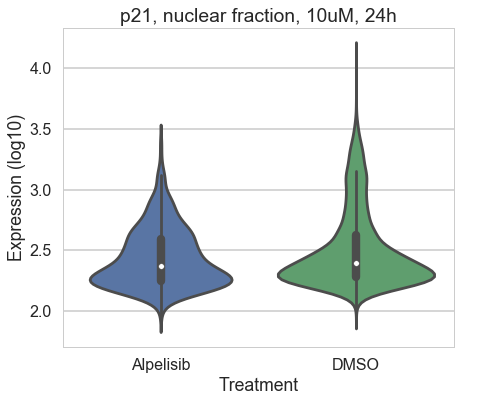 p21, nuclear fraction, 10uM, 24h
Expression (log10)
4.0
3.5
3.0
2.5
2.0
Alpelisib DMSO
Treatment